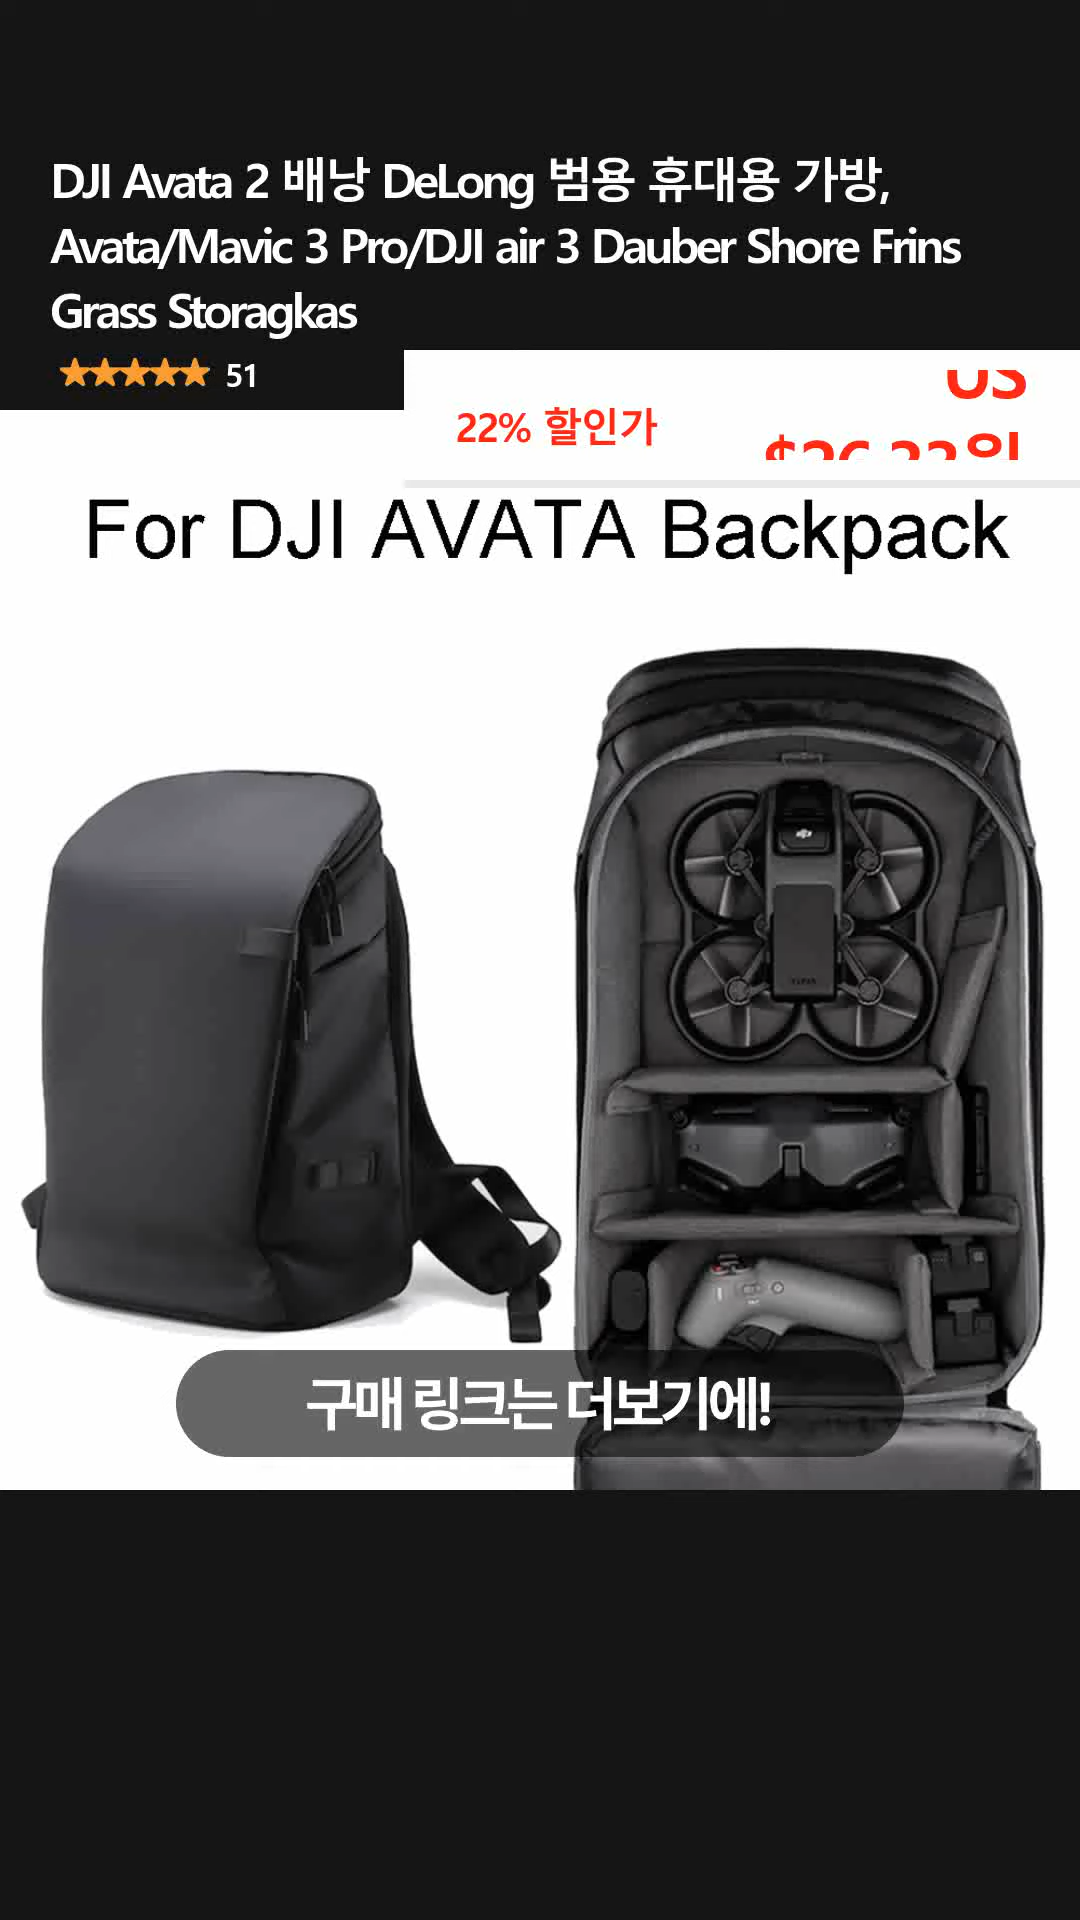 DJI Avata 2 배낭 DeLong 범용 휴대용 가방,
Avata/Mavic 3 Pro/DJI air 3 Dauber Shore Frins
Grass Storagkas
51
22% 할인가
US
For DJI AVATA Backpack
구매 링크는 더보기에!